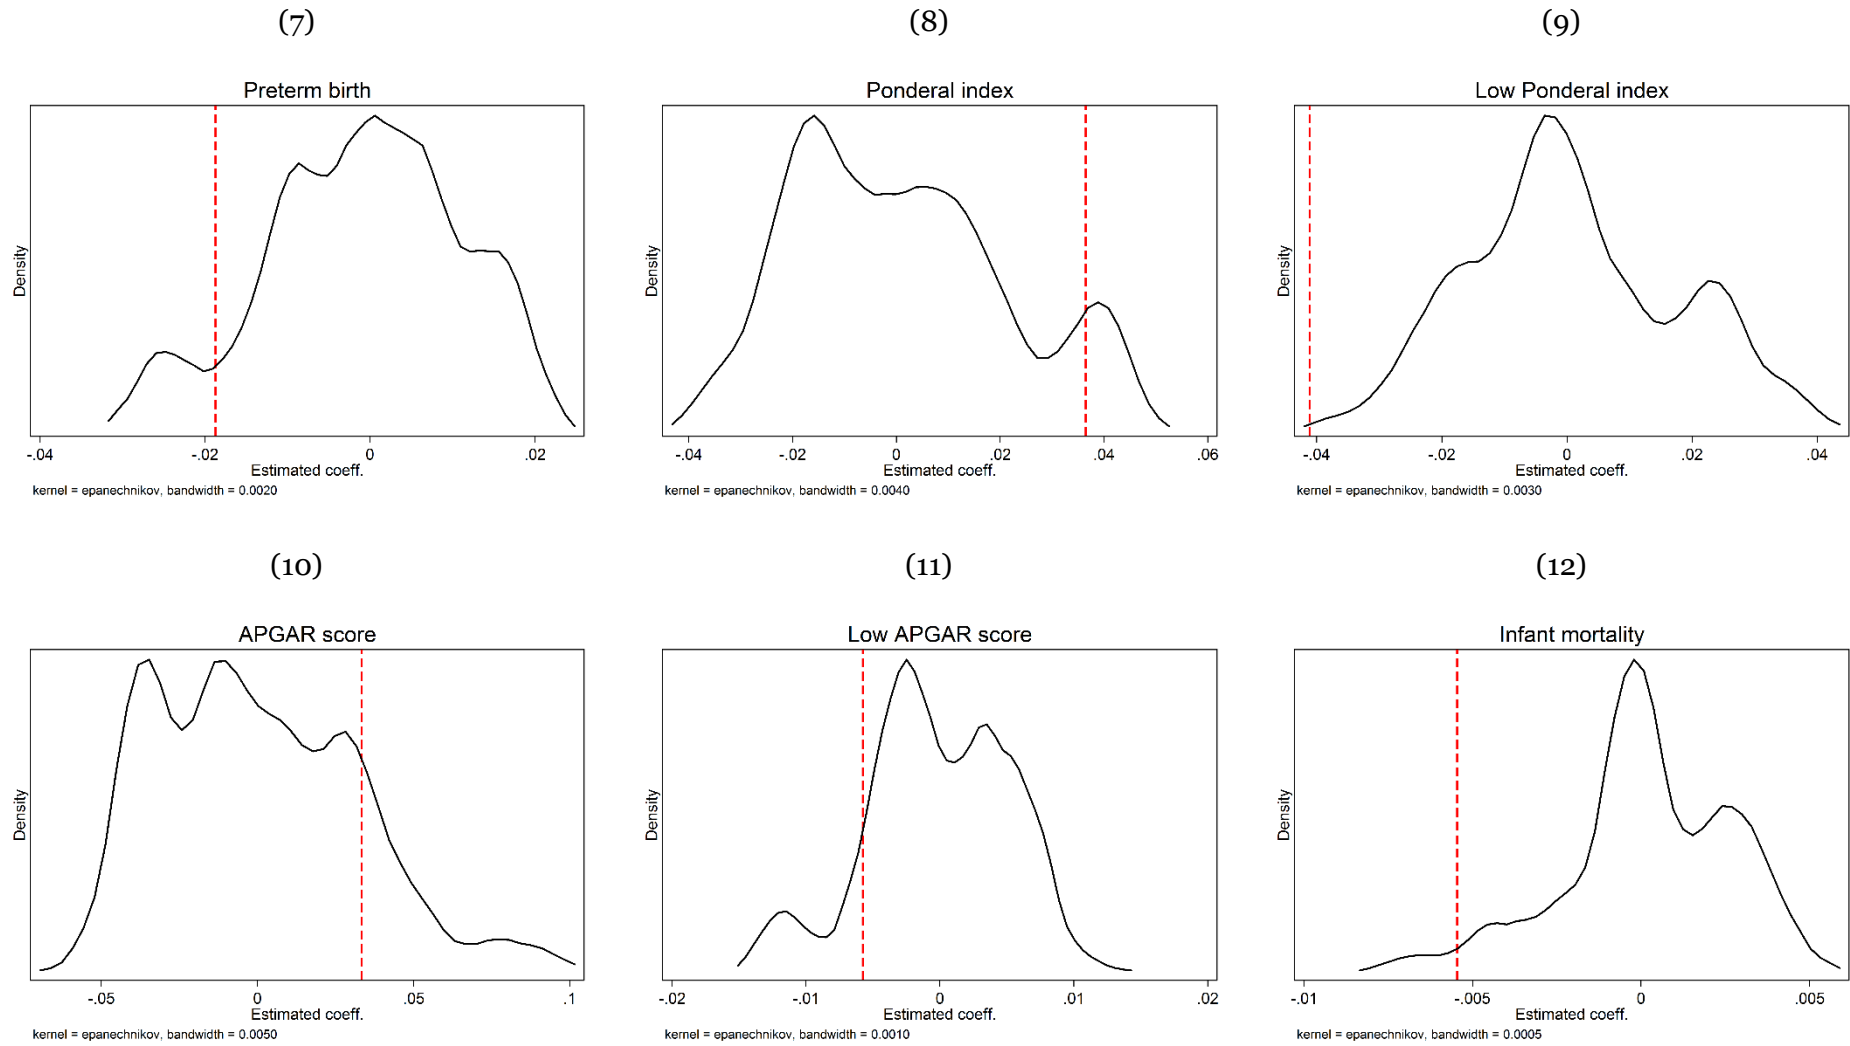 (7)
Preterm birth
Density
-.04 -.02 0 .02
Estimated coeff.
kernel = epanechnikov, bandwidth = 0.0020
(8)
Ponderal index
Density
-.04 -.02 0 .02 .04 .06
Estimated coeff.
kernel = epanechnikov, bandwidth = 0.0040
(9)
Low Ponderal index
Density
-.04 -.02 0 .02 .04
Estimated coeff.
kernel = epanechnikov, bandwidth = 0.0030
(10)
APGAR score
Density
-.05 0 .05 .1
Estimated coeff.
kernel = epanechnikov, bandwidth = 0.0050
(11)
Low APGAR score
Density
-.02 -.01 0 .01 .02
Estimated coeff.
kernel = epanechnikov, bandwidth = 0.0010
(12)
Infant mortality
Density
-.01 -.005 0 .005
Estimated coeff.
kernel = epanechnikov, bandwidth = 0.0005